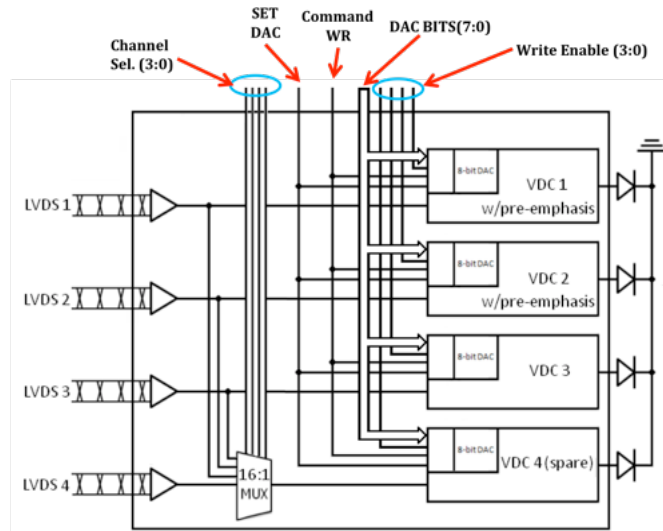 SET
DAC
Command
WR
DAC BITS(7:0)
Channel
Sel. (3:0)
Write Enable (3:0)
8-bit DAC
VDC 1
w/pre-emphasis
LVDS 1
8-bit DAC
VDC 2
w/pre-emphasis
LVDS 2
8-bit DAC
VDC 3
LVDS 3
8-bit DAC
VDC 4 (spare)
LVDS 4
16:1
MUX